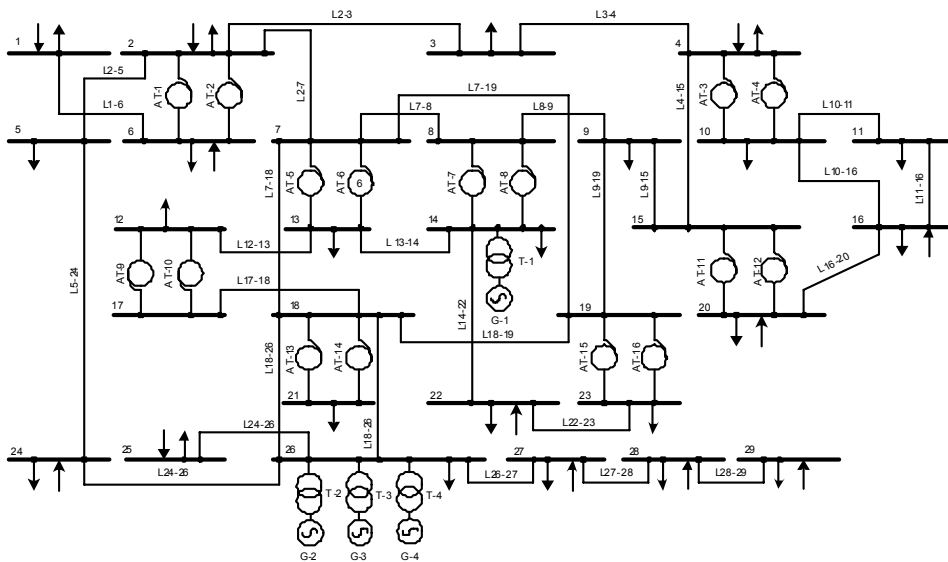 L2-3
L3-4
1
2
3
4
L2-5
AT-1
AT-2
L2-7
L7-19
L4-15
AT-3
AT-4
L1-6
L7-8
L8-9
L10-11
5
6
7
8
9
10
11
L7-18
AT-5
AT-6
6
AT-7
AT-8
L9-19
L9-15
L10-16
L11-16
12
13
14
15
16
L12-13
L13-14
AT-9
AT-10
T-1
AT-11
AT-12
L16-20
L5-24
L17-18
G-1
17
18
L14-22
19
20
L18-19
L18-26
AT-13
AT-14
AT-15
AT-16
21
22
23
L18-26
L22-23
L24-26
24
25
26
27
28
29
L24-26
L26-27
L27-28
L28-29
T-2
T-3
T-4
G-2
G-3
G-4